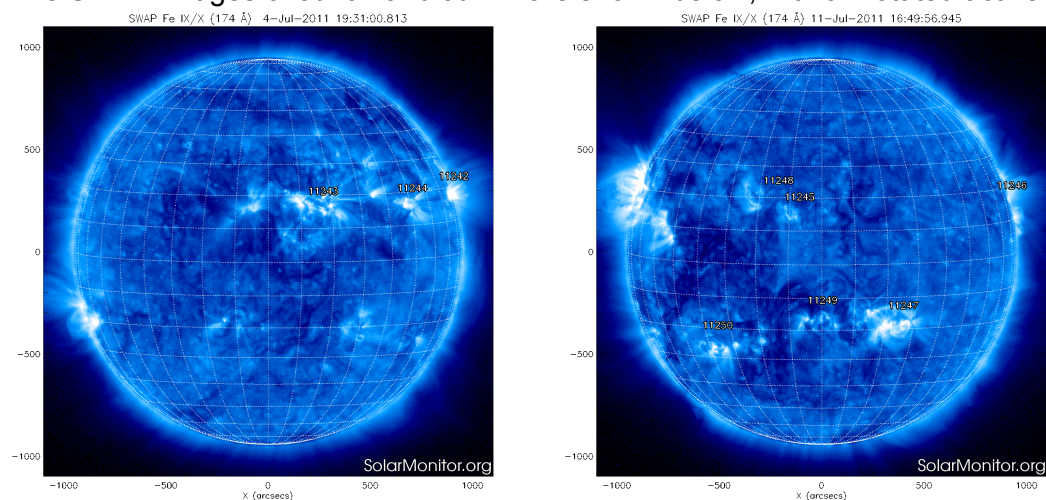 SWAP Fe IX/X (174 Å) 4-Jul-2011 19:31:00.813
1000
500
0
-500
-1000
11243
11244
11242
SolarMonitor.org
-1000 -500 0 500 1000
X (arcsecs)
SWAP Fe IX/X (174 Å) 11-Jul-2011 16:49:56.945
1000
500
0
-500
-1000
11248
11245
11246
11249
11247
11250
SolarMonitor.org
-1000 -500 0 500 1000
X (arcsecs)